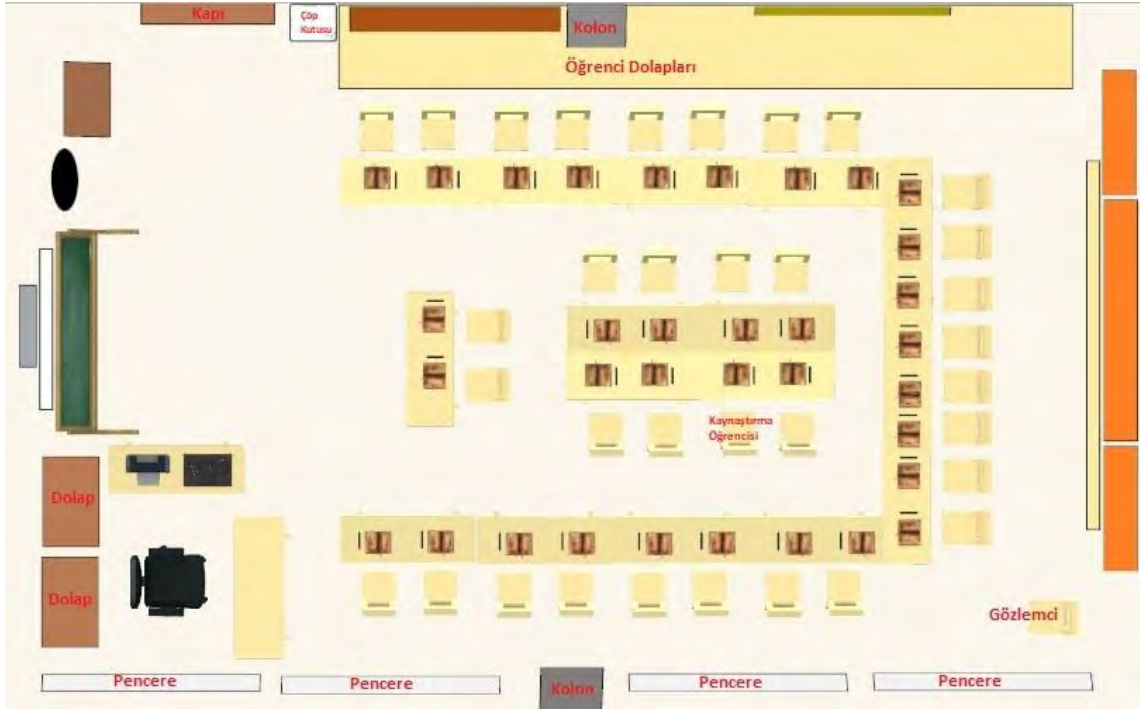 Kapı
Çöp
Kutusu
Kolon
Öğrenci Dolapları
Kaynaştırma
Öğrencisi
Dolap
Dolap
Gözlemci
Pencere
Pencere
Kolon
Pencere
Pencere